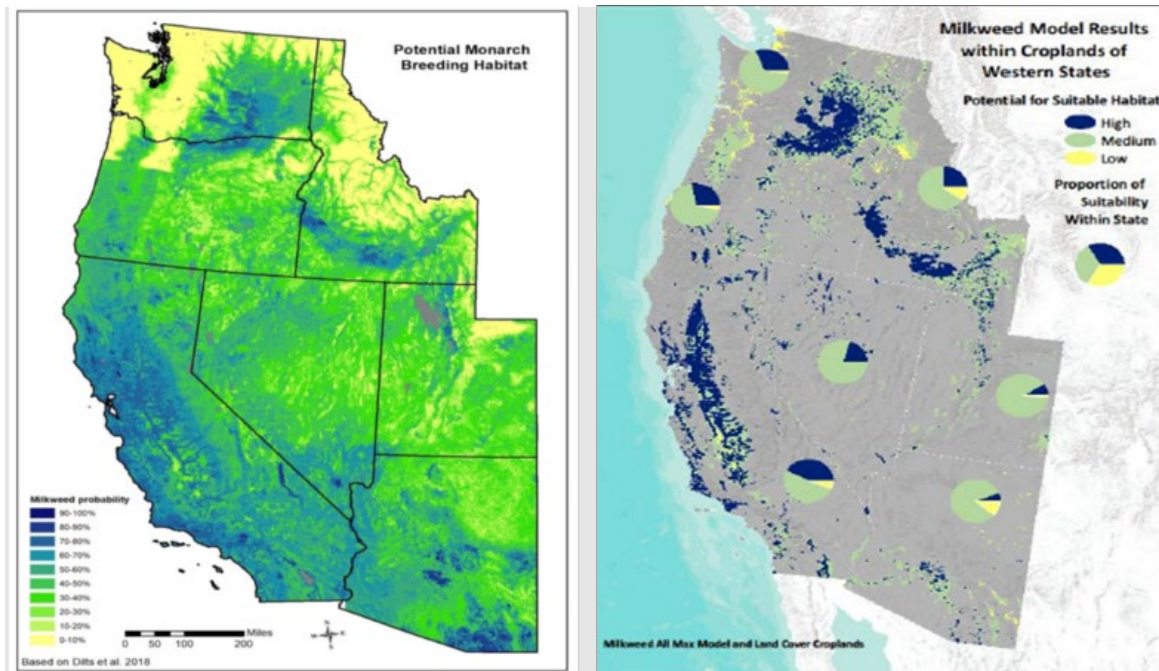 Potential Monarch
Breeding Habitat
Milkweed probability
90-100%
80-90%
70-80%
60-70%
50-60%
40-50%
30-40%
20-30%
10-20%
0-10%
Miles
0 50 100 200
N
W E
S
Based on Dilts et al. 2018
Milkweed Model Results
within Croplands of
Western States
Potential for Suitable Habitat
High
Medium
Low
Proportion of
Suitability
Within State
Milkweed All Max Model and Land Cover Croplands